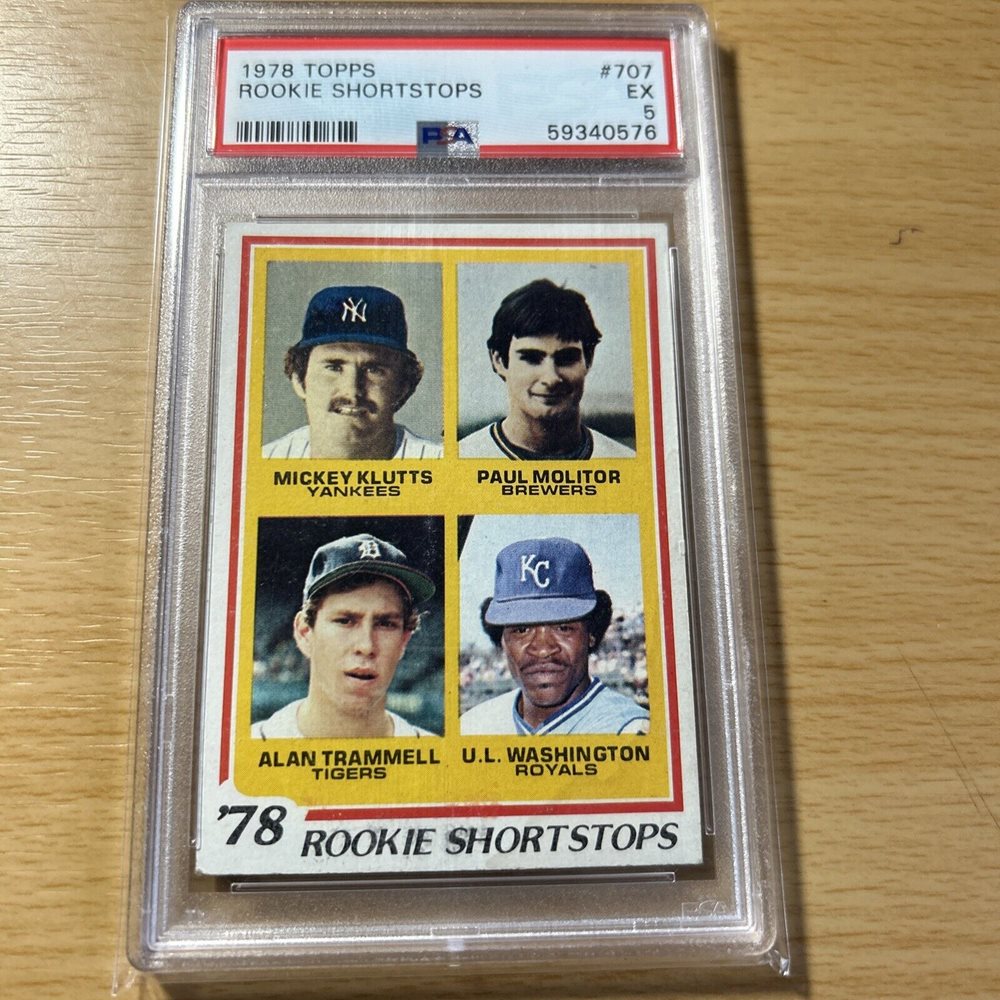 1978 TOPPS #707
ROOKIE SHORTSTOPS EX
5
PSA 59340576
NY
MICKEY KLUTTS
YANKEES
PAUL MOLITOR
BREWERS
D
KC
ALAN TRAMMELL
TIGERS
U.L. WASHINGTON
ROYALS
'78 ROOKIE SHORTSTOPS
PSA